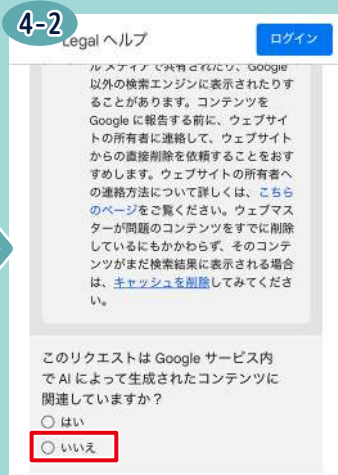 4-2
Legal ヘルプ
ログイン
ル メディア で共有されたり、Google
以外の検索エンジンに表示されたりす
ることがあります。コンテンツを
Google に報告する前に、ウェブサイ
トの所有者に連絡して、ウェブサイト
からの直接削除を依頼することをおす
すめします。ウェブサイトの所有者へ
の連絡方法について詳しくは、こちら
のページをご覧ください。ウェブマス
ターが問題のコンテンツをすでに削除
しているにもかかわらず、そのコンテ
ンツがまだ検索結果に表示される場合
は、キャッシュを削除してみてくださ
い。
このリクエストは Google サービス内
で AI によって生成されたコンテンツに
関連していますか？
はい
いいえ